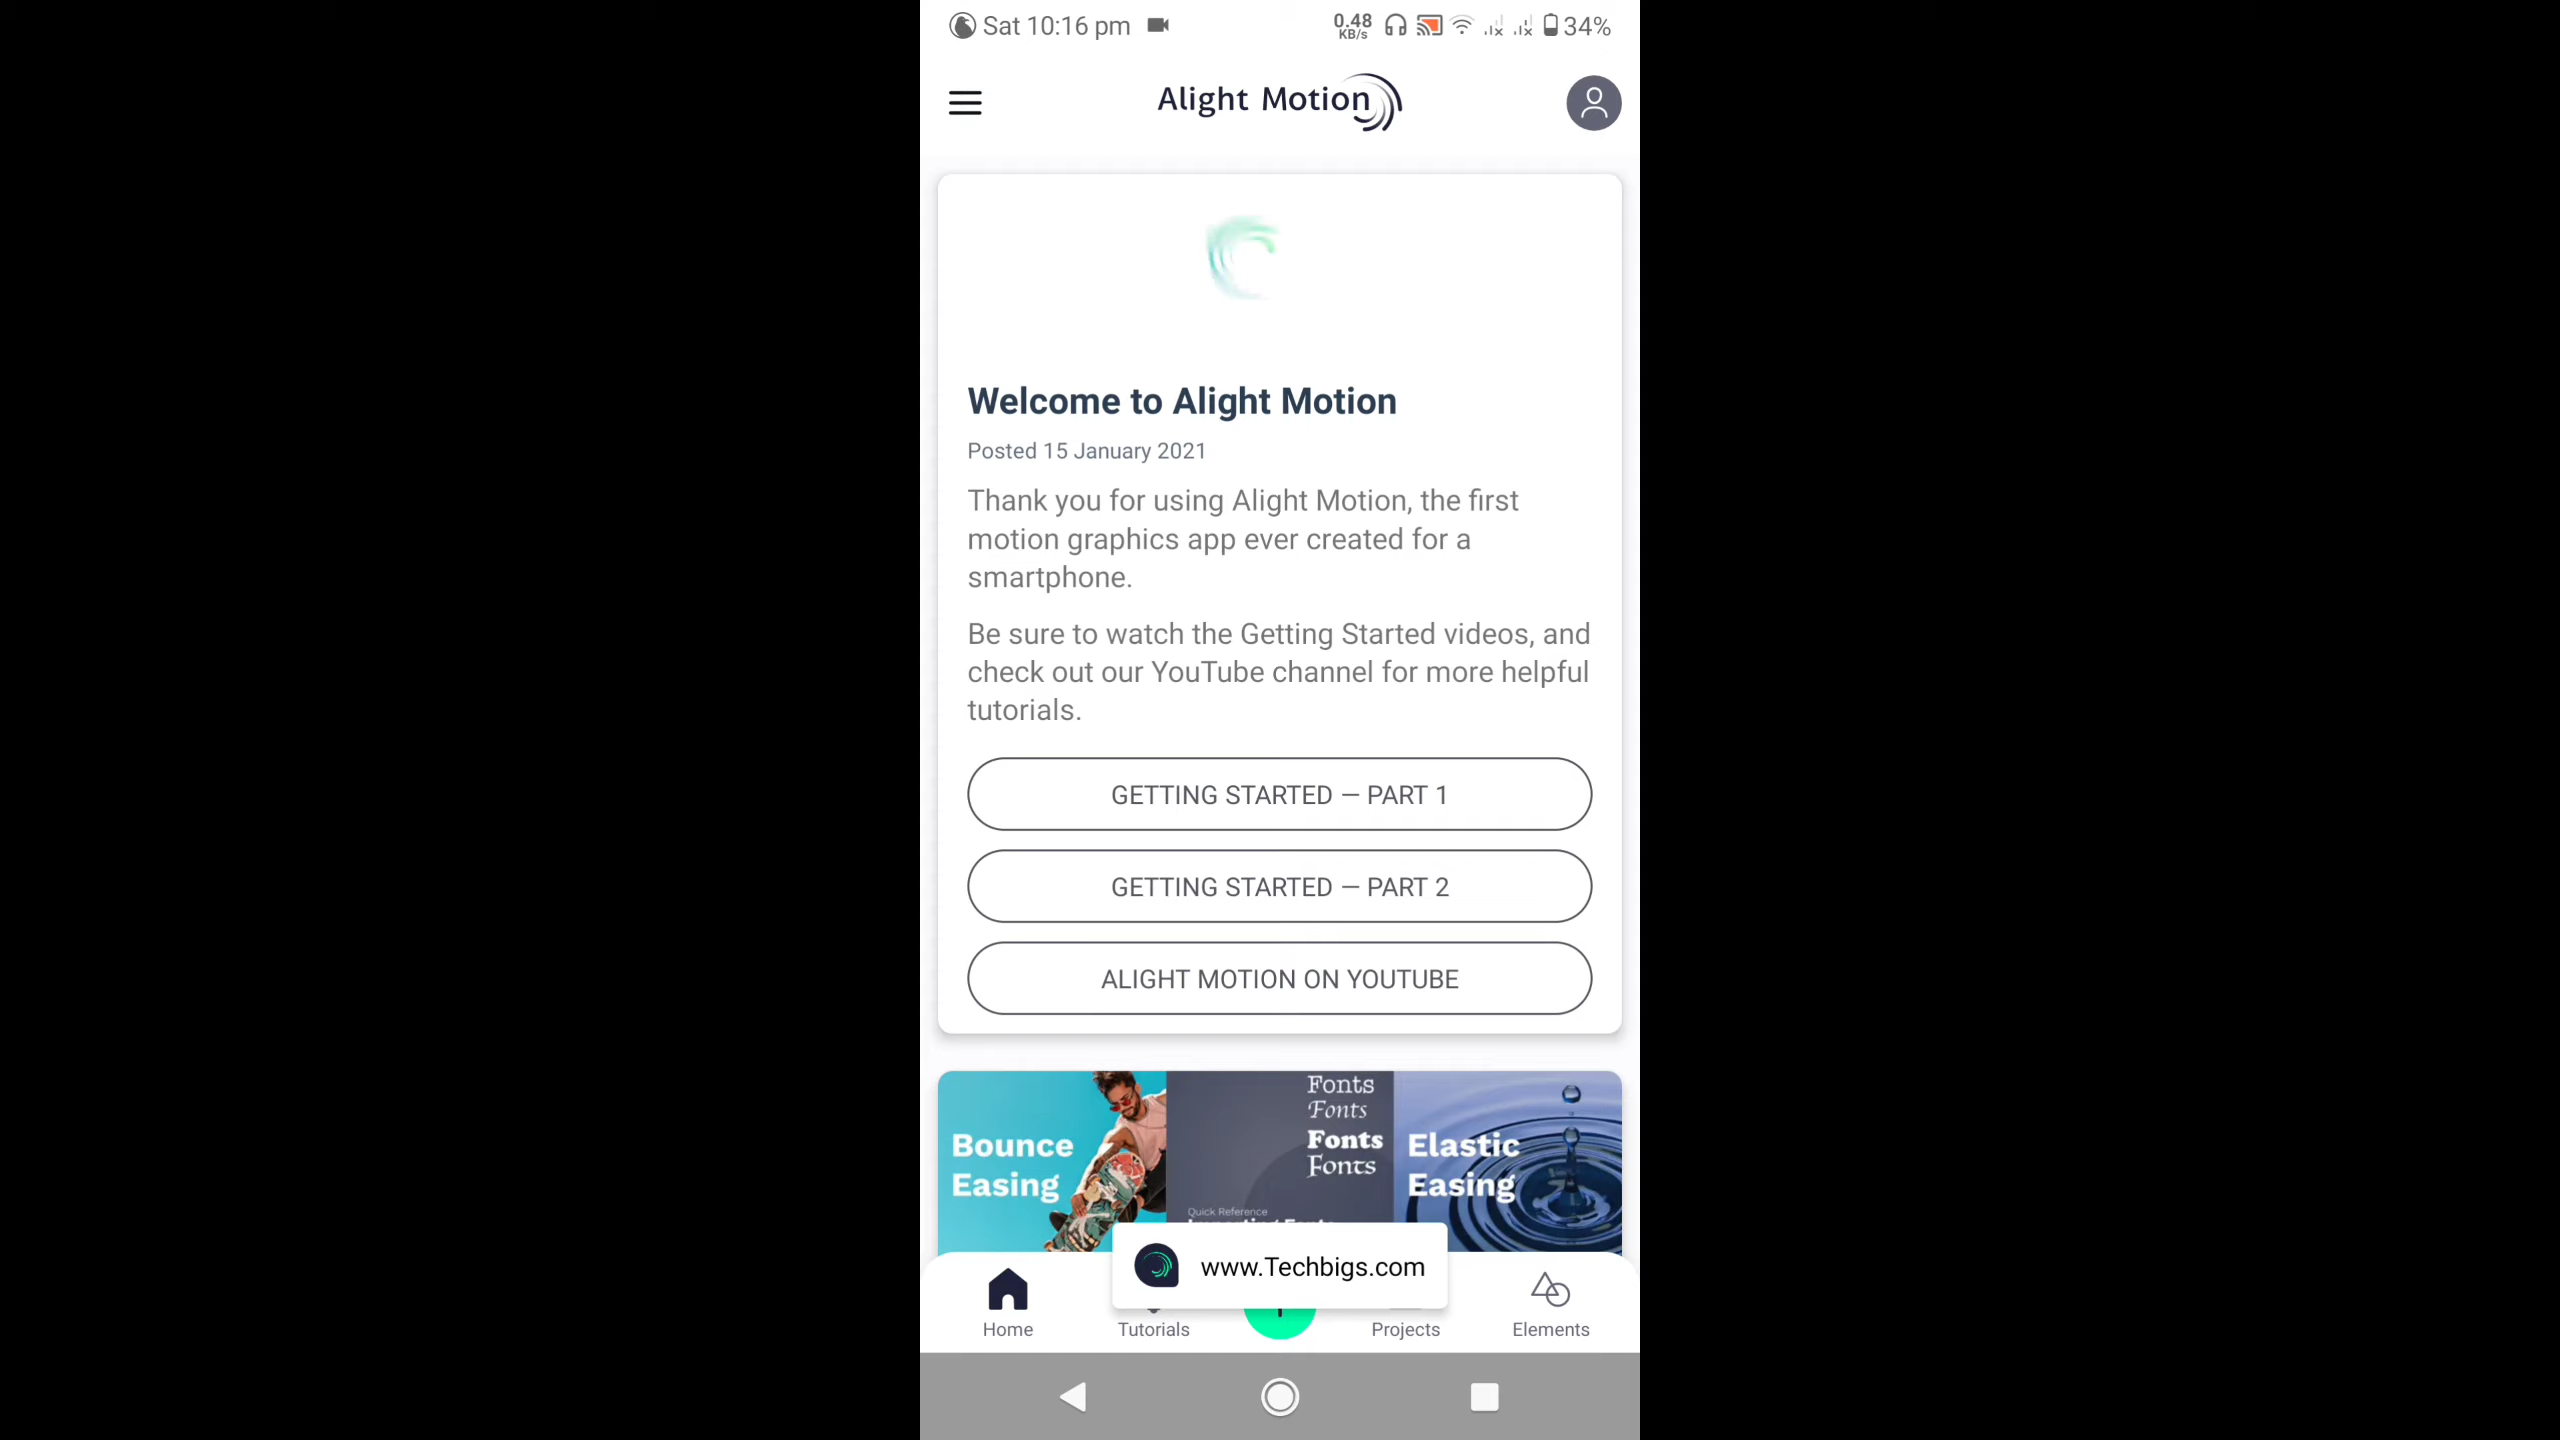 Sat 10:16 pm
0.48
KB/s
34%
Alight Motion
Welcome to Alight Motion
Posted 15 January 2021
Thank you for using Alight Motion, the first
motion graphics app ever created for a
smartphone.
Be sure to watch the Getting Started videos, and
check out our YouTube channel for more helpful
tutorials.
GETTING STARTED — PART 1
GETTING STARTED — PART 2
ALIGHT MOTION ON YOUTUBE
Bounce
Easing
Fonts
Fonts
Fonts
Fonts
Quick Reference
Elastic
Easing
www.Techbigs.com
Home
Tutorials
Projects
Elements